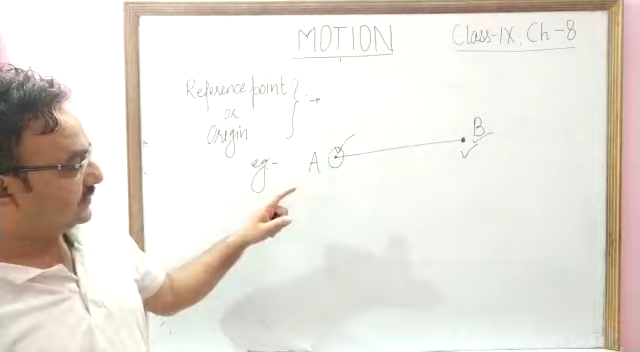 MOTION
Class-IX, Ch-8
Reference point
or
Origin
eg:-
A
B